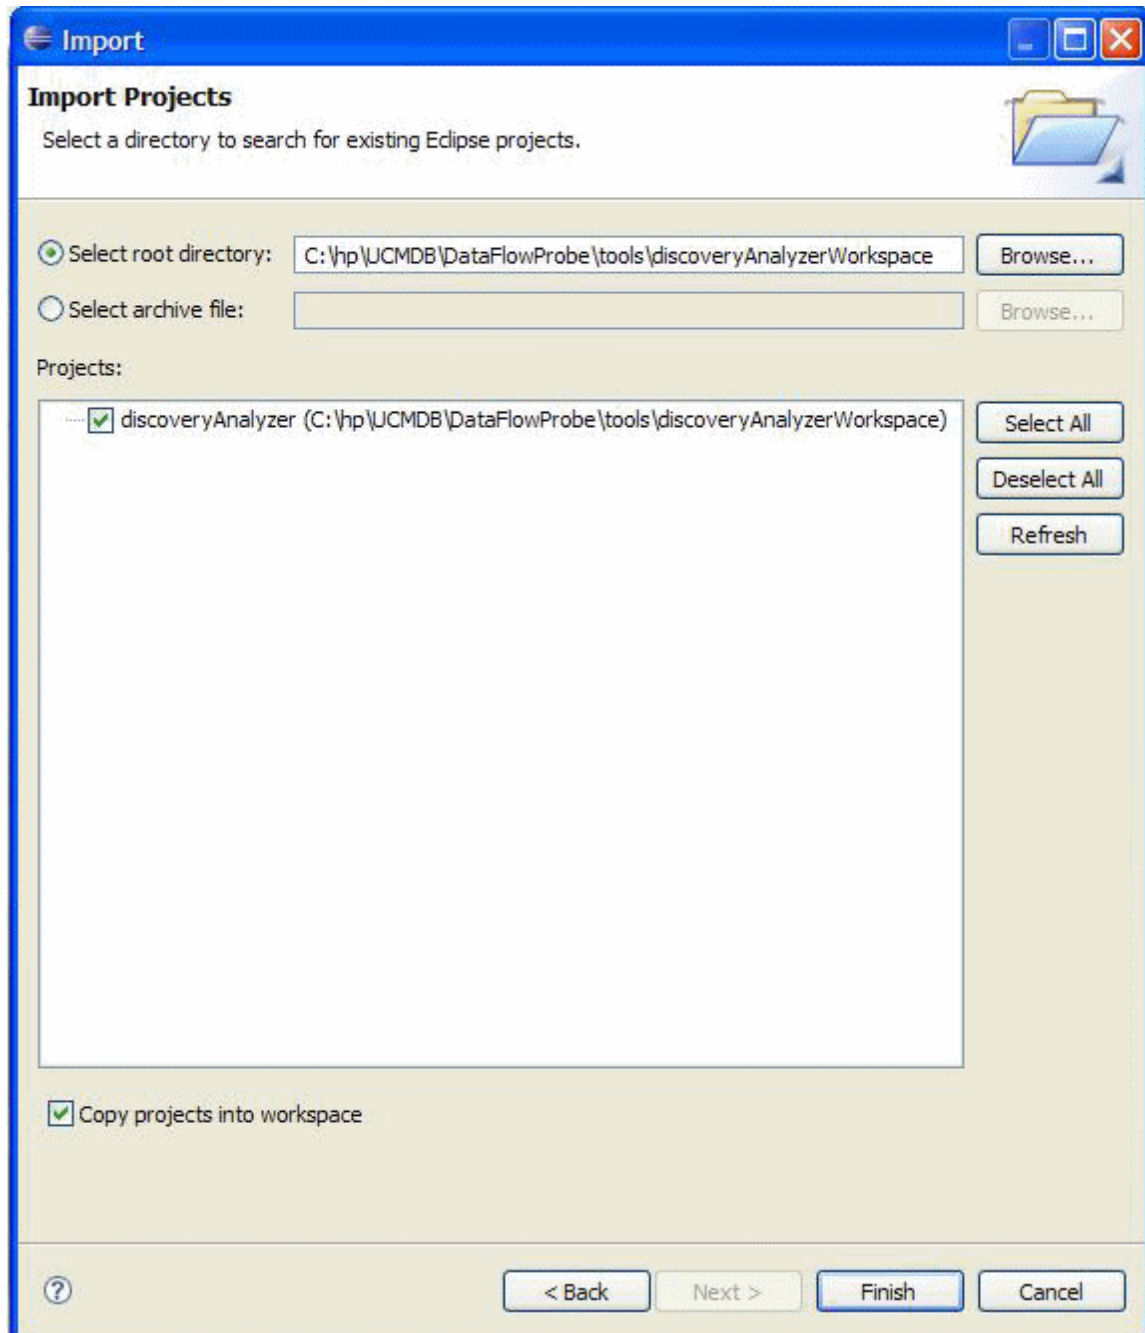 Import
Import Projects
Select a directory to search for existing Eclipse projects.
Select root directory: C:\hp\UCMDB\DataFlowProbe\tools\discoveryAnalyzerWorkspace Browse...
Select archive file: Browse...
Projects:
discoveryAnalyzer (C:\hp\UCMDB\DataFlowProbe\tools\discoveryAnalyzerWorkspace) Select All
Deselect All
Refresh
Copy projects into workspace
? < Back Next > Finish Cancel